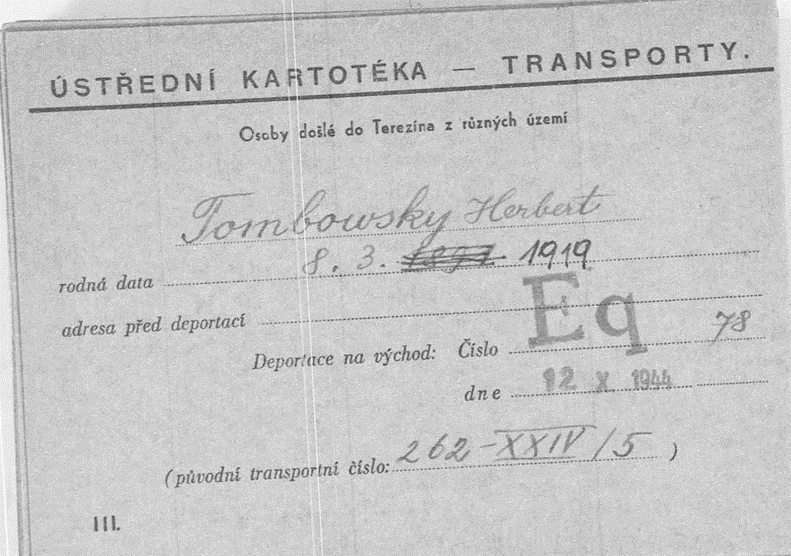 ÚSTŘEDNÍ KARTOTÉKA — TRANSPORTY.
Osoby došlé do Terezína z různých území
Tombowsky Herbert
rodná data 8. 3. 1919
adresa před deportací
Deportace na východ: Číslo Eq 78
dne 12 X 1944
(původní transportní číslo: 262-XXIV/5 )
III.